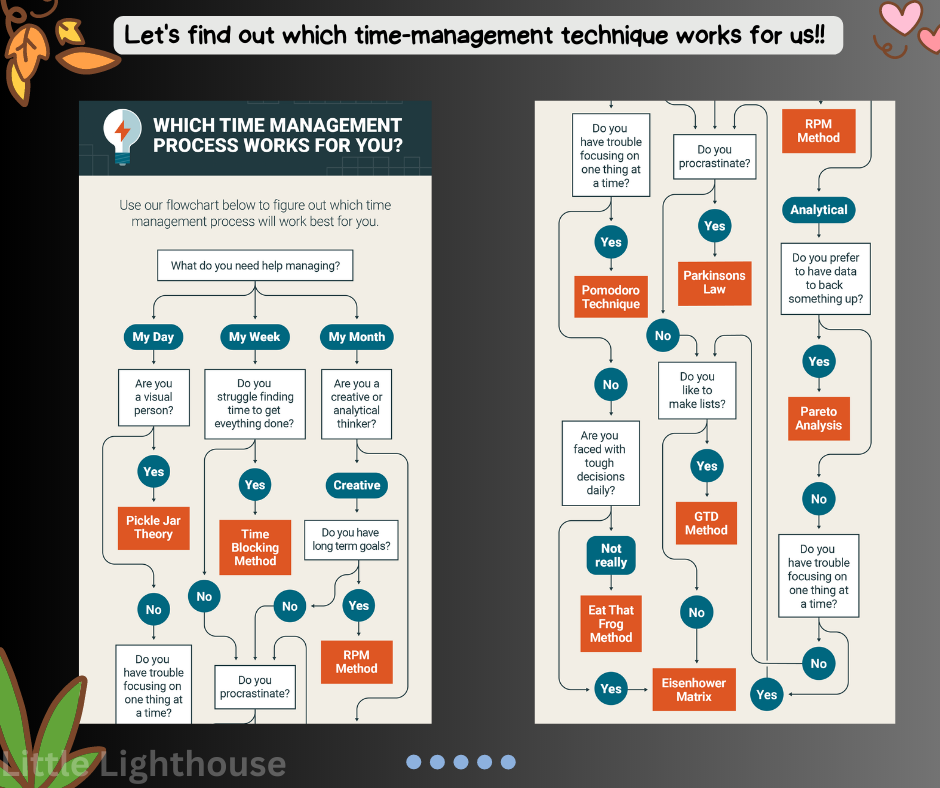 Let's find out which time-management technique works for us!!
WHICH TIME MANAGEMENT
PROCESS WORKS FOR YOU?
Use our flowchart below to figure out which time
management process will work best for you.
What do you need help managing?
My Day
My Week
My Month
Are you
a visual
person?
Do you
struggle finding
time to get
eveything done?
Are you a
creative or
analytical
thinker?
Yes
Yes
Creative
Pickle Jar
Theory
Time
Blocking
Method
Do you have
long term goals?
No
No
No
Yes
RPM
Method
Do you
have trouble
focusing on
one thing at
a time?
Do you
procrastinate?
Do you
have trouble
focusing on
one thing at
a time?
Do you
procrastinate?
RPM
Method
Yes
Yes
Analytical
Pomodoro
Technique
Parkinsons
Law
Do you prefer
to have data
to back
something up?
No
No
Yes
Do you
like to
make lists?
Pareto
Analysis
Are you
faced with
tough
decisions
daily?
Yes
No
GTD
Method
Not
really
Do you
have trouble
focusing on
one thing at
a time?
Eat That
Frog
Method
No
No
Yes
Eisenhower
Matrix
Yes
Little Lighthouse